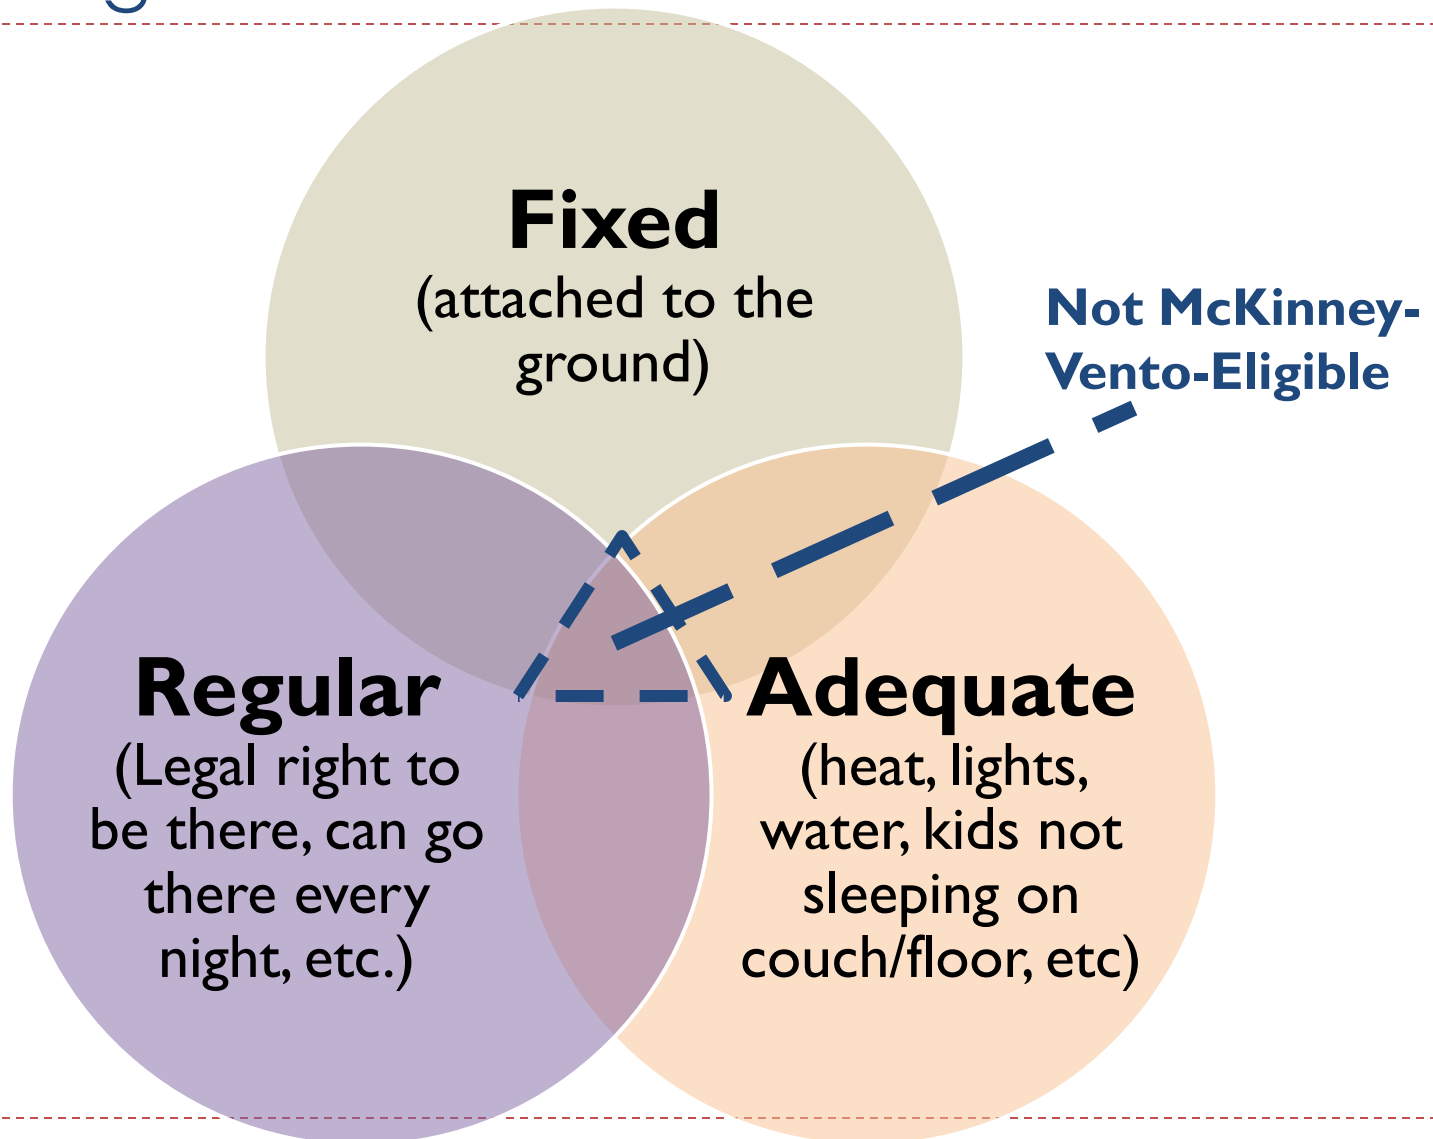 Fixed
(attached to the
ground)
Not McKinney-
Vento-Eligible
Regular
(Legal right to
be there, can go
there every
night, etc.)
Adequate
(heat, lights,
water, kids not
sleeping on
couch/floor, etc)